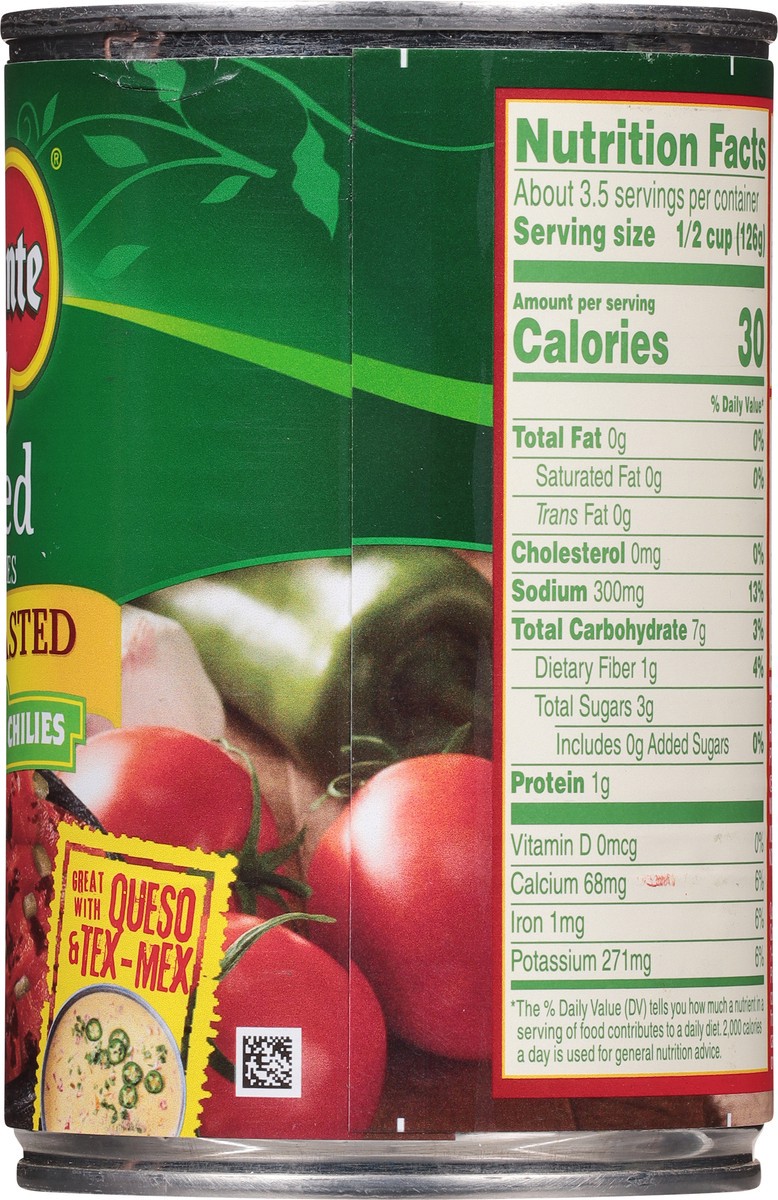 ®
nte
ed
ES
STED
CHILIES
GREAT
WITH QUESO
& TEX-MEX
Nutrition Facts
About 3.5 servings per container
Serving size 1/2 cup (126g)
Amount per serving
Calories 30
% Daily Value*
Total Fat 0g 0%
Saturated Fat 0g 0%
Trans Fat 0g
Cholesterol 0mg 0%
Sodium 300mg 13%
Total Carbohydrate 7g 3%
Dietary Fiber 1g 4%
Total Sugars 3g
Includes 0g Added Sugars 0%
Protein 1g
Vitamin D 0mcg 0%
Calcium 68mg 6%
Iron 1mg 6%
Potassium 271mg 6%
*The % Daily Value (DV) tells you how much a nutrient in a
serving of food contributes to a daily diet. 2,000 calories
a day is used for general nutrition advice.